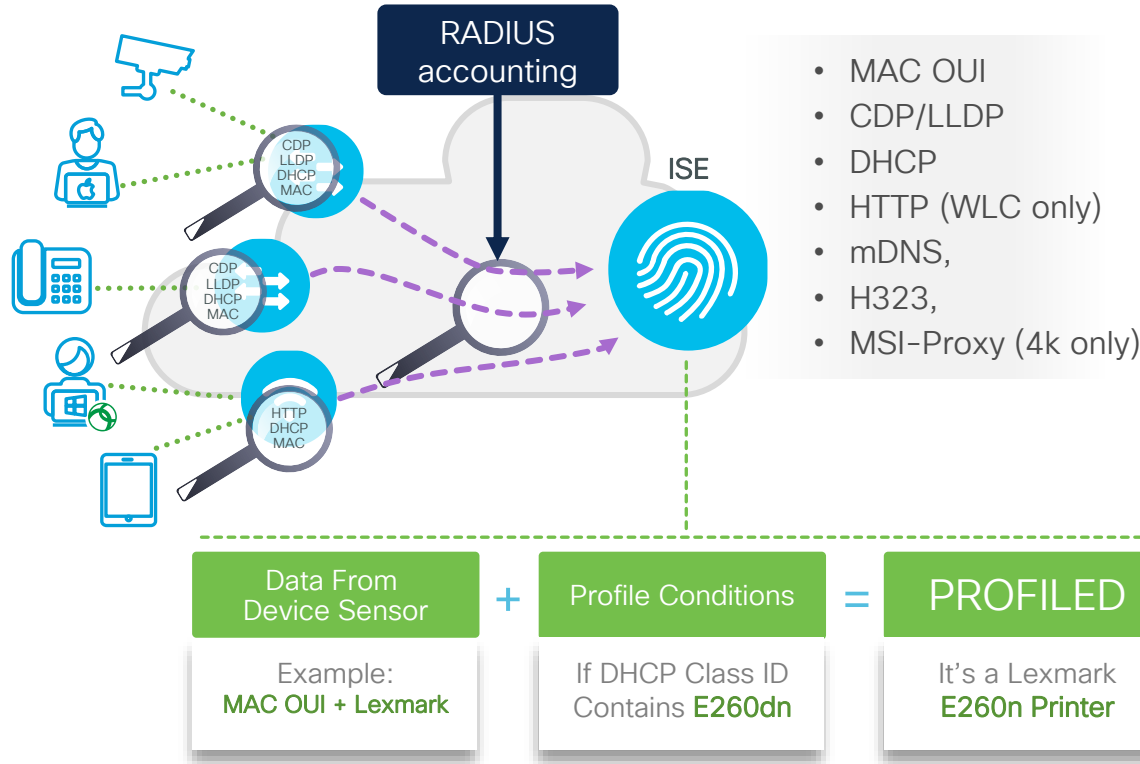 RADIUS
accounting
CDP
LLDP
DHCP
MAC
CDP
LLDP
DHCP
MAC
HTTP
DHCP
MAC
ISE
• MAC OUI
• CDP/LLDP
• DHCP
• HTTP (WLC only)
• mDNS,
• H323,
• MSI-Proxy (4k only)
Data From
Device Sensor
+
Profile Conditions
=
PROFILED
Example:
MAC OUI + Lexmark
If DHCP Class ID
Contains E260dn
It's a Lexmark
E260n Printer